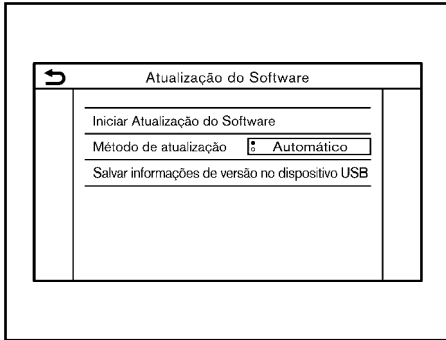 Atualização do Software
Iniciar Atualização do Software
Método de atualização Automático
Salvar informações de versão no dispositivo USB